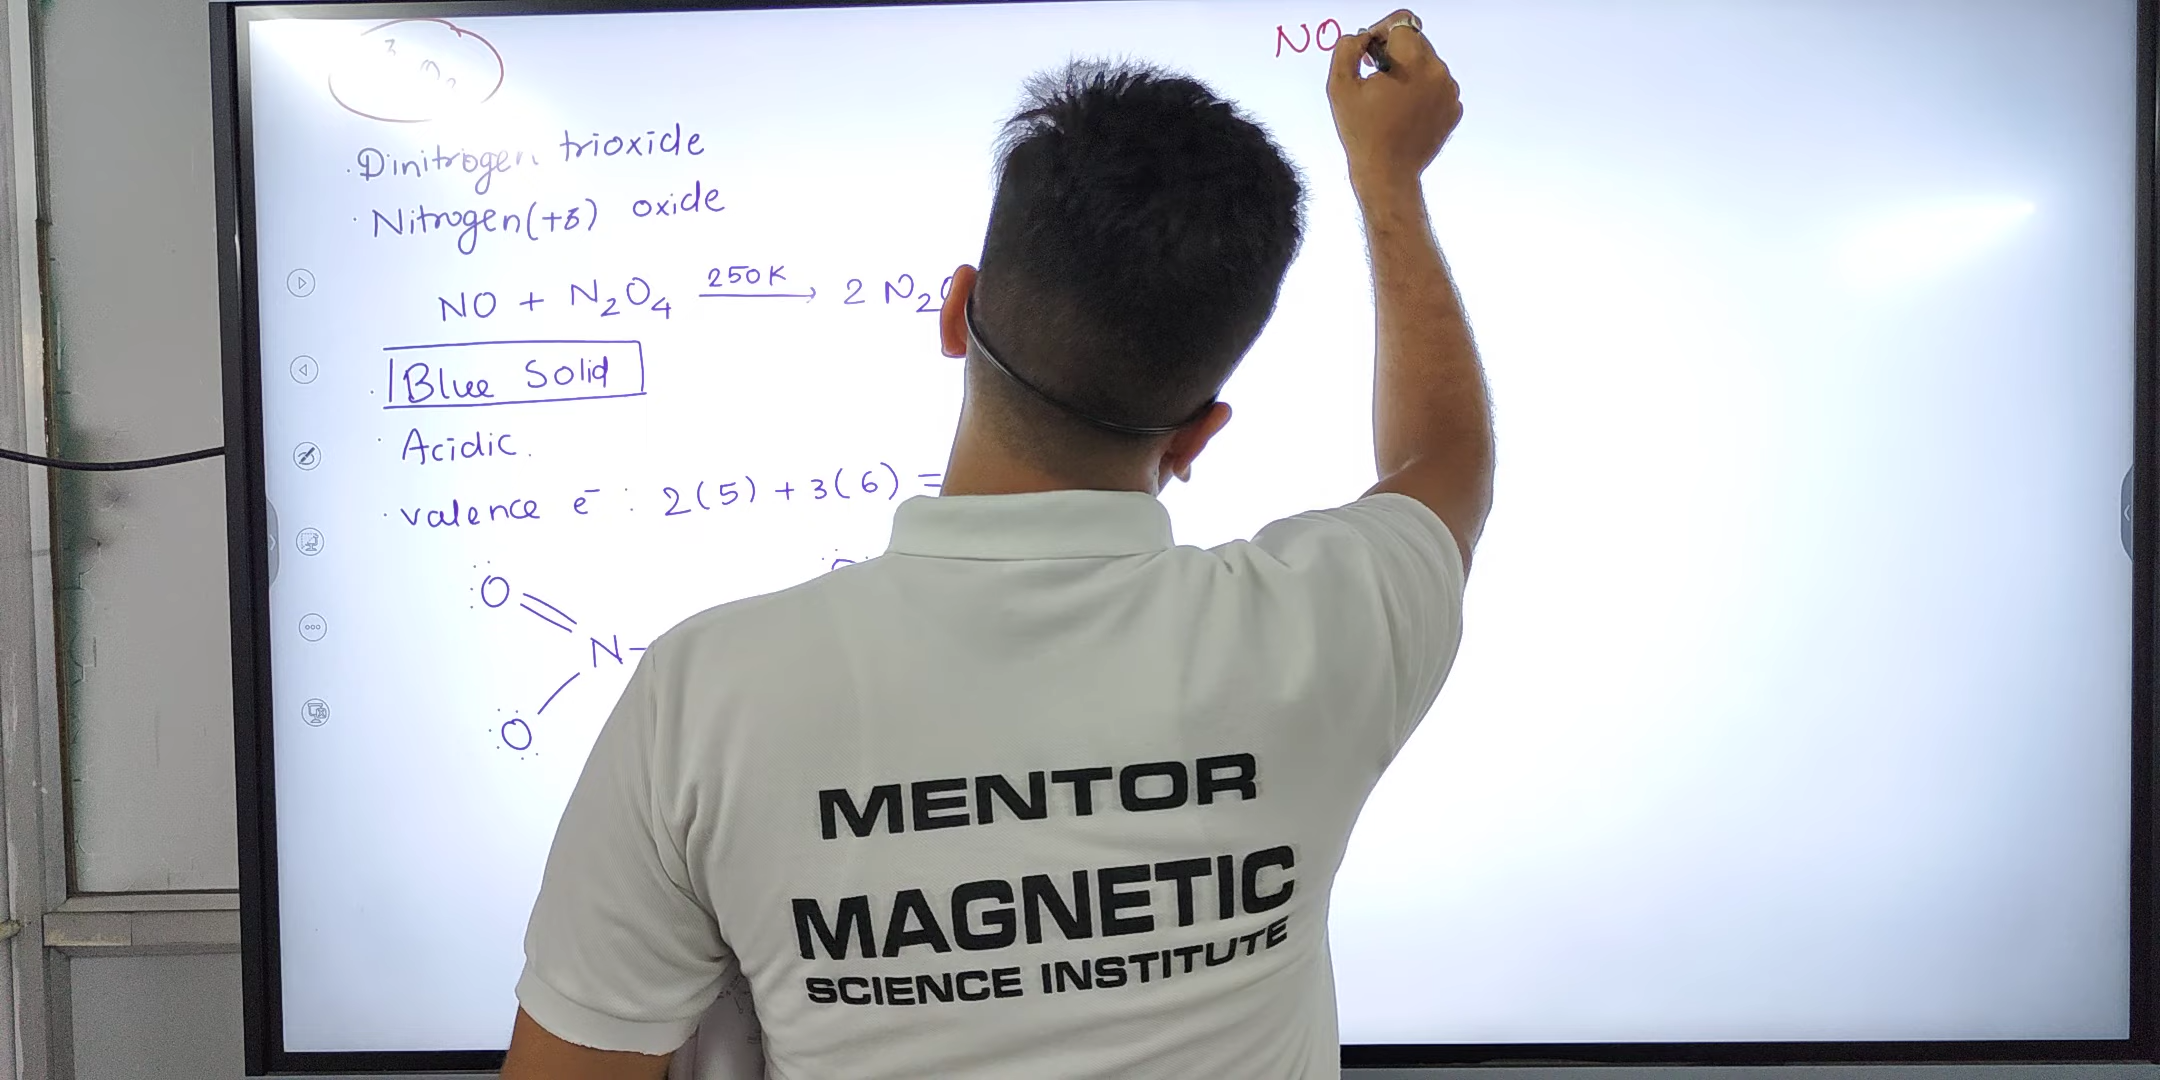 NO
Dinitrogen trioxide
Nitrogen(+3) oxide
NO + N₂O₄ 250K → 2 N₂O
Blue Solid
Acidic.
valence e⁻ : 2(5) + 3(6) =
O
O
N-
O
MENTOR
MAGNETIC
SCIENCE INSTITUTE